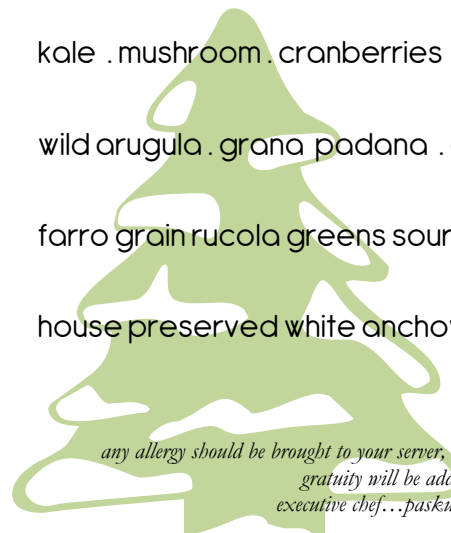 kale . mushroom . cranberries
wild arugula . grana padana .
farro grain rucola greens sour
house preserved white ancho
any allergy should be brought to your server,
gratuity will be add
executive chef...pasku